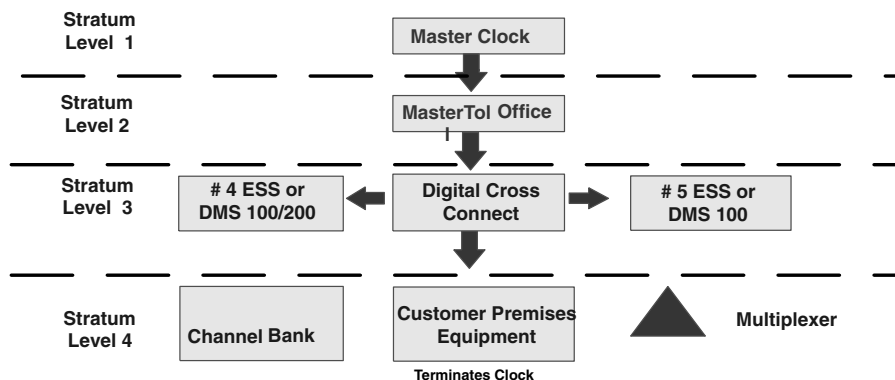 Stratum
Level 1
Master Clock
Stratum
Level 2
MasterTol Office
l
Stratum
Level 3
# 4 ESS or
DMS 100/200
Digital Cross
Connect
# 5 ESS or
DMS 100
Stratum
Level 4
Channel Bank
Customer Premises
Equipment
Multiplexer
Terminates Clock